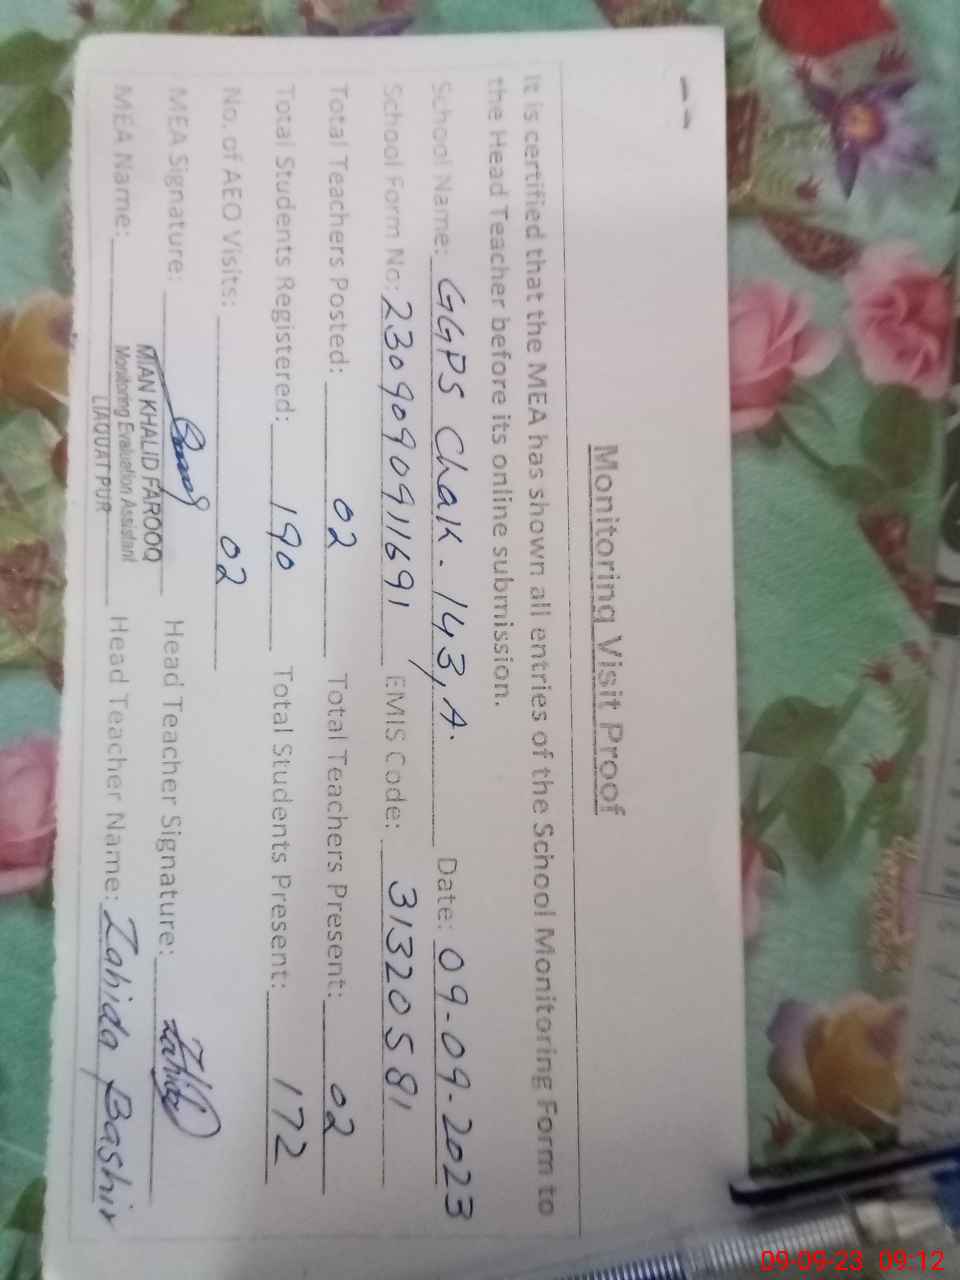 Monitoring Visit Proof
It is certified that the MEA has shown all entries of the School Monitoring Form to
the Head Teacher before its online submission.
School Name: GGPS Chak. 143, A. Date: 09-09-2023
School Form No: 2309090911691 EMIS Code: 31320581
Total Teachers Posted: 02 Total Teachers Present: 02
Total Students Registered: 190 Total Students Present: 172
No. of AEO Visits: 02
MEA Signature: Head Teacher Signature: Zahida
MIAN KHALID FAROOQ
MEA Name: Monitoring Evaluation Assistant Head Teacher Name: Zahida Bashir
LIAQUAT PUR
09-09-23 09:12